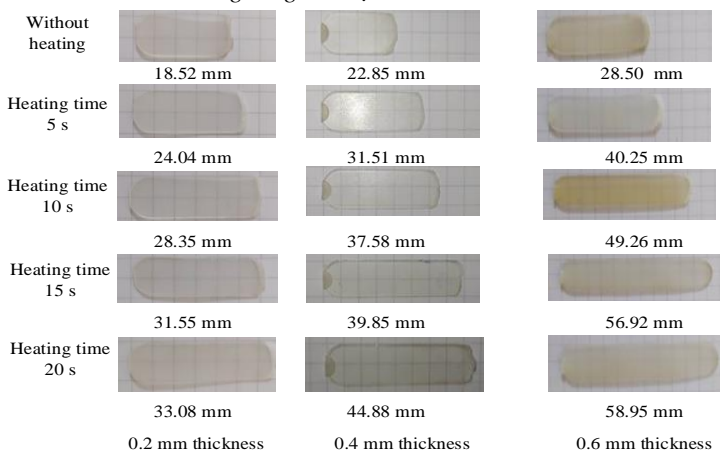 Without
heating
18.52 mm
22.85 mm
28.50 mm
Heating time
5 s
24.04 mm
31.51 mm
40.25 mm
Heating time
10 s
28.35 mm
37.58 mm
49.26 mm
Heating time
15 s
31.55 mm
39.85 mm
56.92 mm
Heating time
20 s
33.08 mm
44.88 mm
58.95 mm
0.2 mm thickness
0.4 mm thickness
0.6 mm thickness